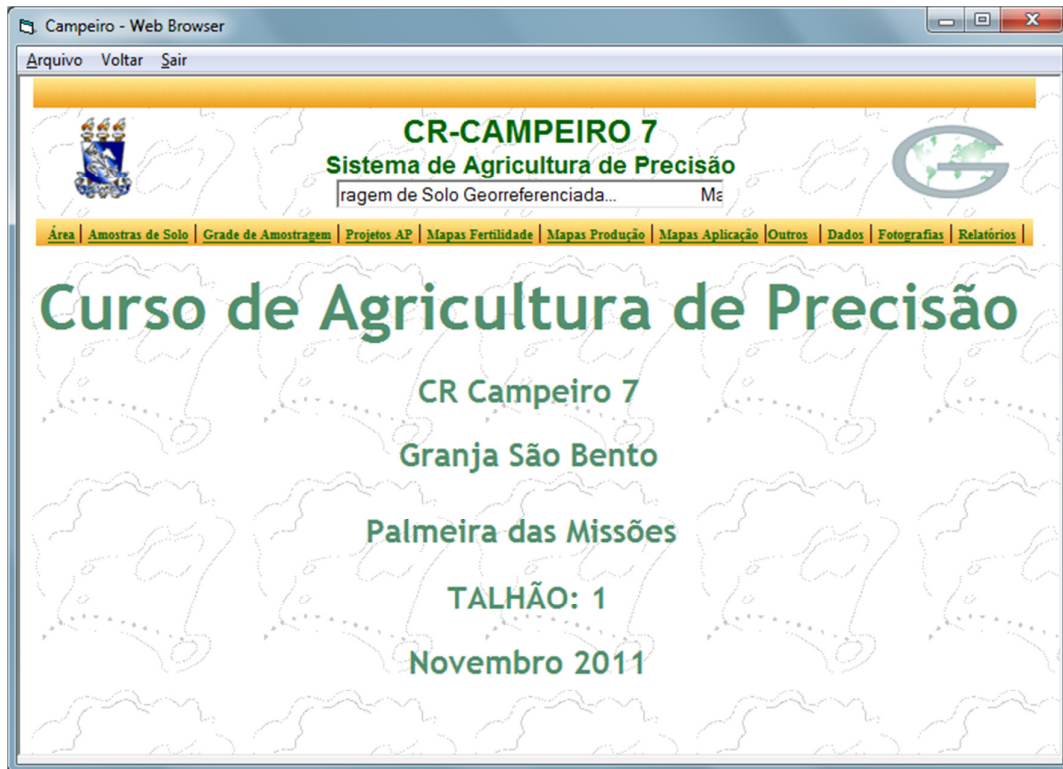 Campeiro - Web Browser
Arquivo Voltar Sair
CR-CAMPEIRO 7
Sistema de Agricultura de Precisão
ragem de Solo Georreferenciada... Ma
Área | Amostras de Solo | Grade de Amostragem | Projetos AP | Mapas Fertilidade | Mapas Produção | Mapas Aplicação | Outros | Dados | Fotografias | Relatórios |
Curso de Agricultura de Precisão
CR Campeiro 7
Granja São Bento
Palmeira das Missões
TALHÃO: 1
Novembro 2011